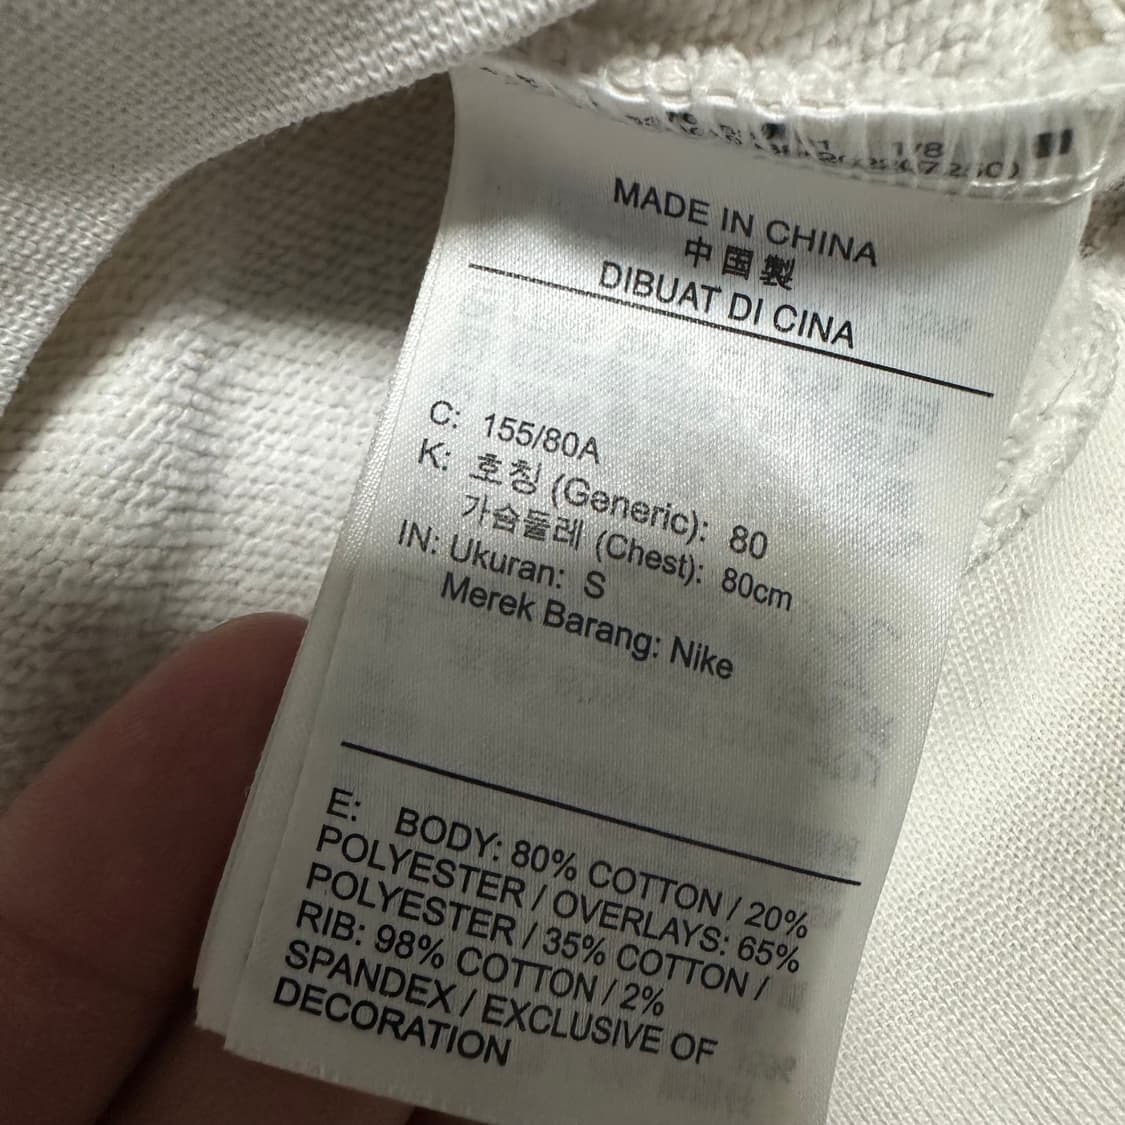 1/8
MADE IN CHINA
中国製
DIBUAT DI CINA
C: 155/80A
K: 호칭 (Generic): 80
가슴둘레 (Chest): 80cm
IN: Ukuran: S
Merek Barang: Nike
E: BODY: 80% COTTON / 20%
POLYESTER / OVERLAYS: 65%
POLYESTER / 35% COTTON /
RIB: 98% COTTON / 2%
SPANDEX / EXCLUSIVE OF
DECORATION